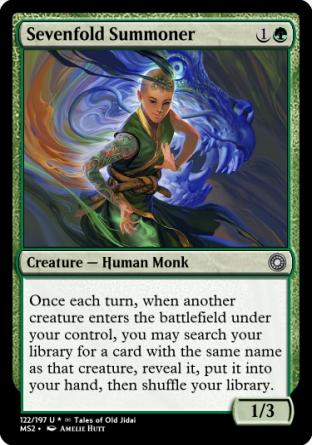 Sevenfold Summoner 1
Creature — Human Monk
Once each turn, when another
creature enters the battlefield under
your control, you may search your
library for a card with the same name
as that creature, reveal it, put it into
your hand, then shuffle your library.
1/3
122/197 U * ∞ Tales of Old Jidai
MS2 • Amelie Hutt